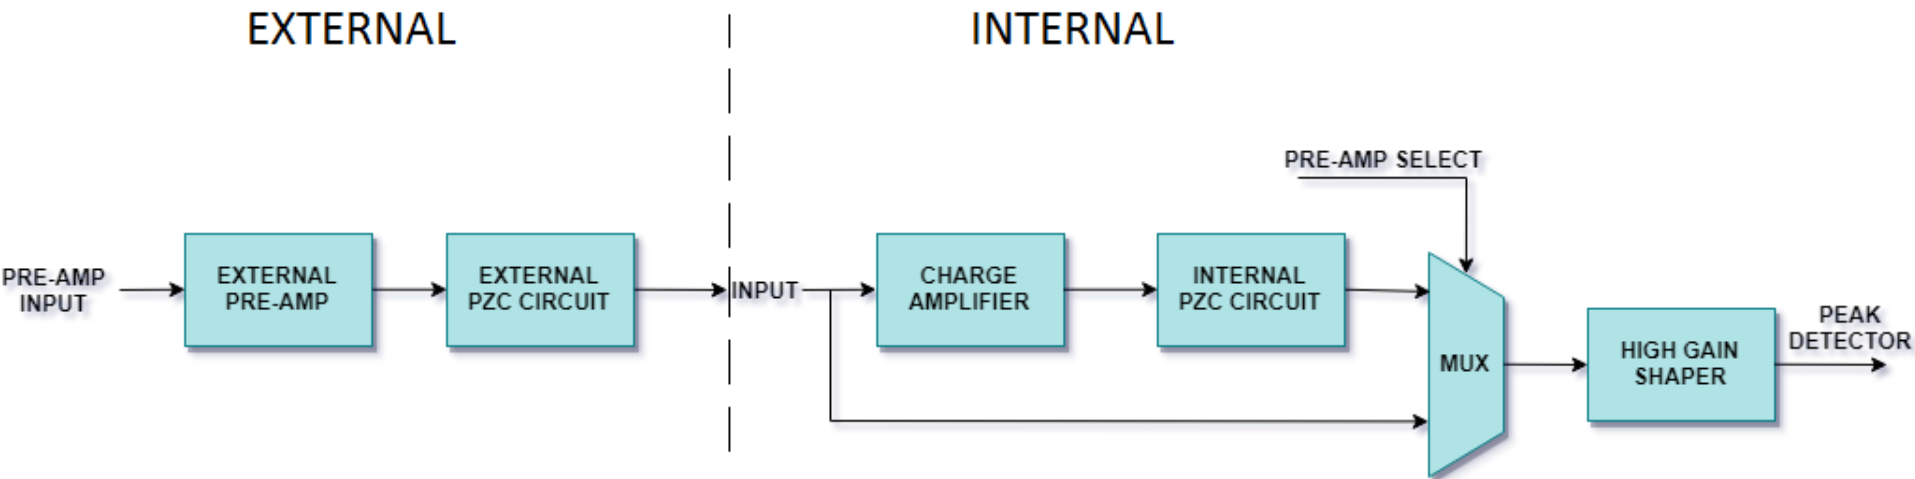 EXTERNAL
INTERNAL
PRE-AMP SELECT
PRE-AMP
INPUT
EXTERNAL
PRE-AMP
EXTERNAL
PZC CIRCUIT
INPUT
CHARGE
AMPLIFIER
INTERNAL
PZC CIRCUIT
MUX
HIGH GAIN
SHAPER
PEAK
DETECTOR